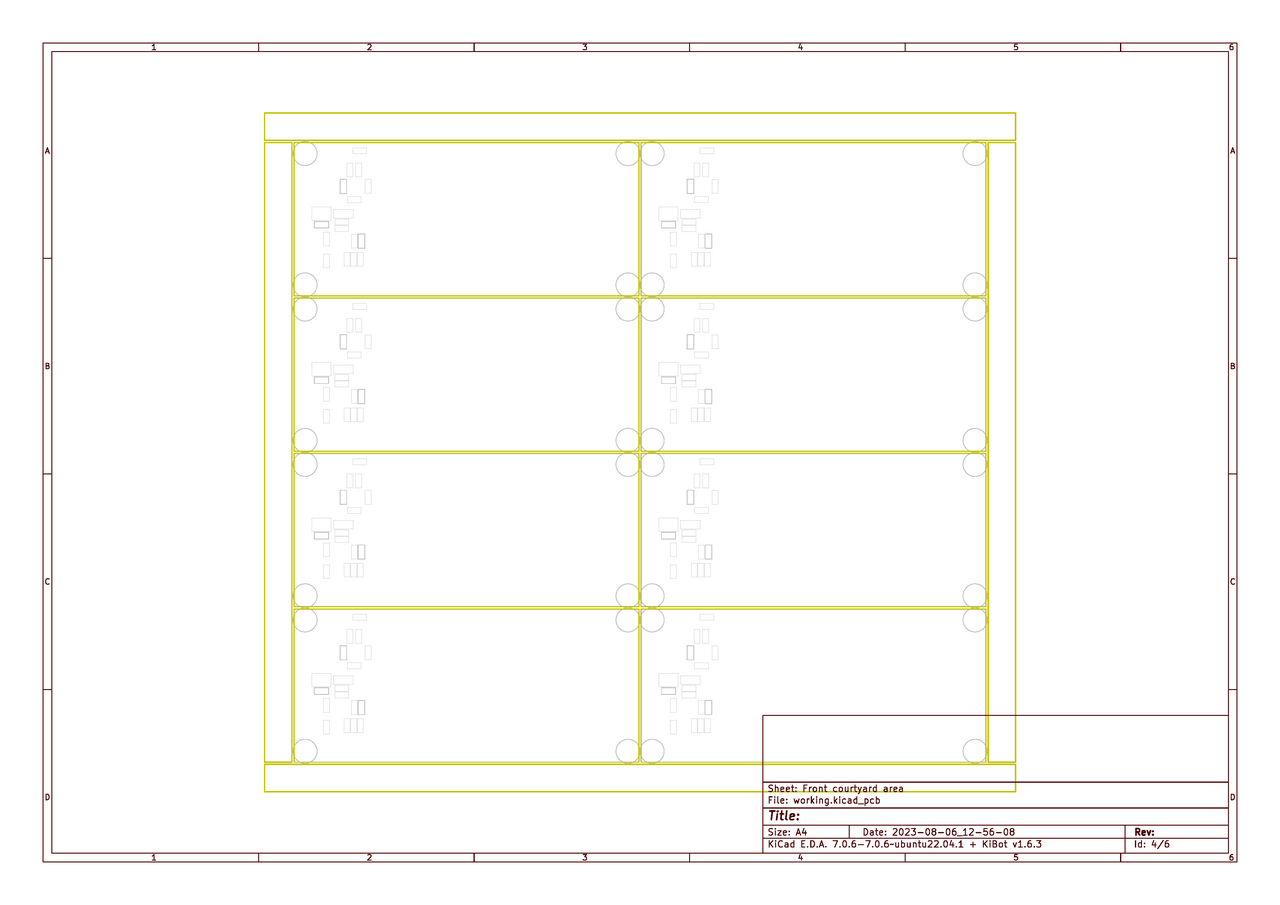 1 2 3 4 5 6
A A
B B
C C
D D
Sheet: Front courtyard area
File: working.kicad_pcb
Title:
Size: A4 Date: 2023-08-06_12-56-08 Rev:
KiCad E.D.A. 7.0.6-7.0.6~ubuntu22.04.1 + KiBot v1.6.3 Id: 4/6
1 2 3 4 5 6